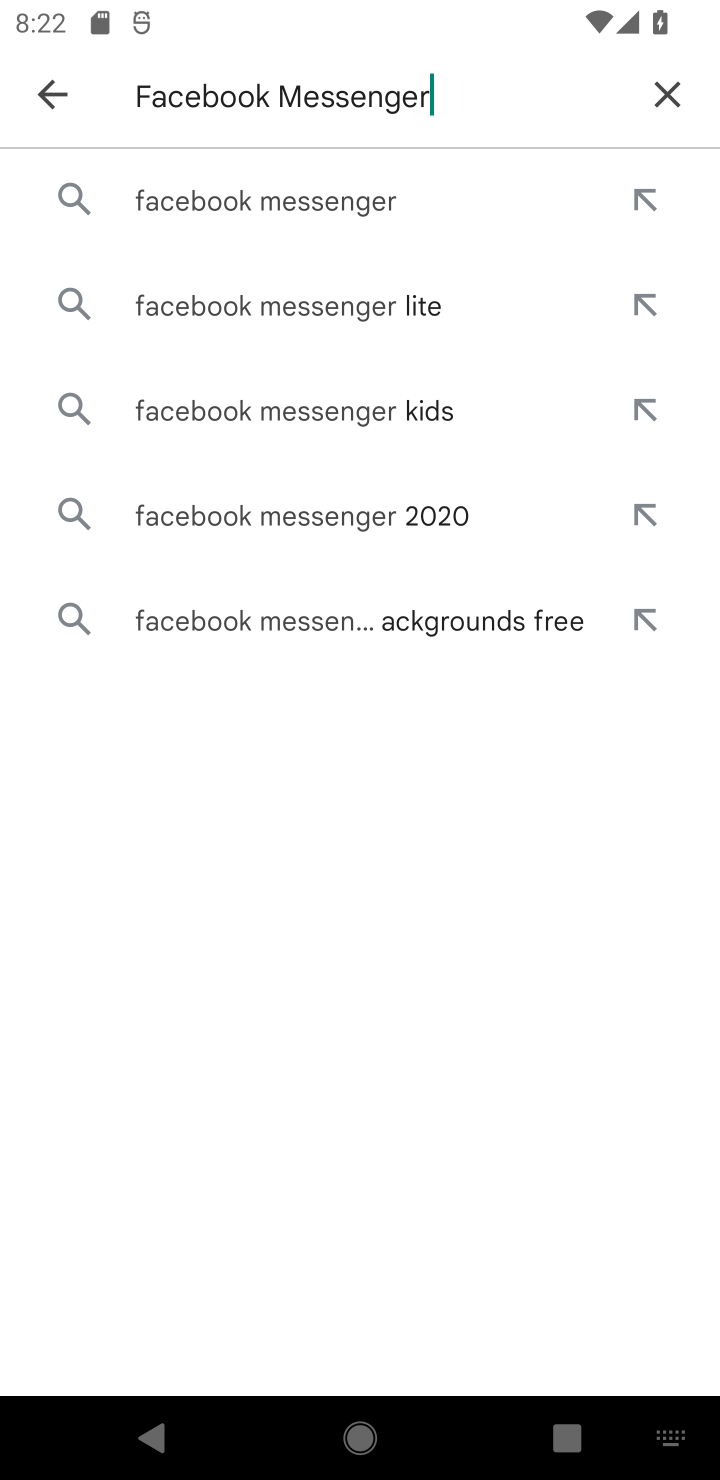 8:22
Facebook Messenger
facebook messenger
facebook messenger lite
facebook messenger kids
facebook messenger 2020
facebook messen... ackgrounds free